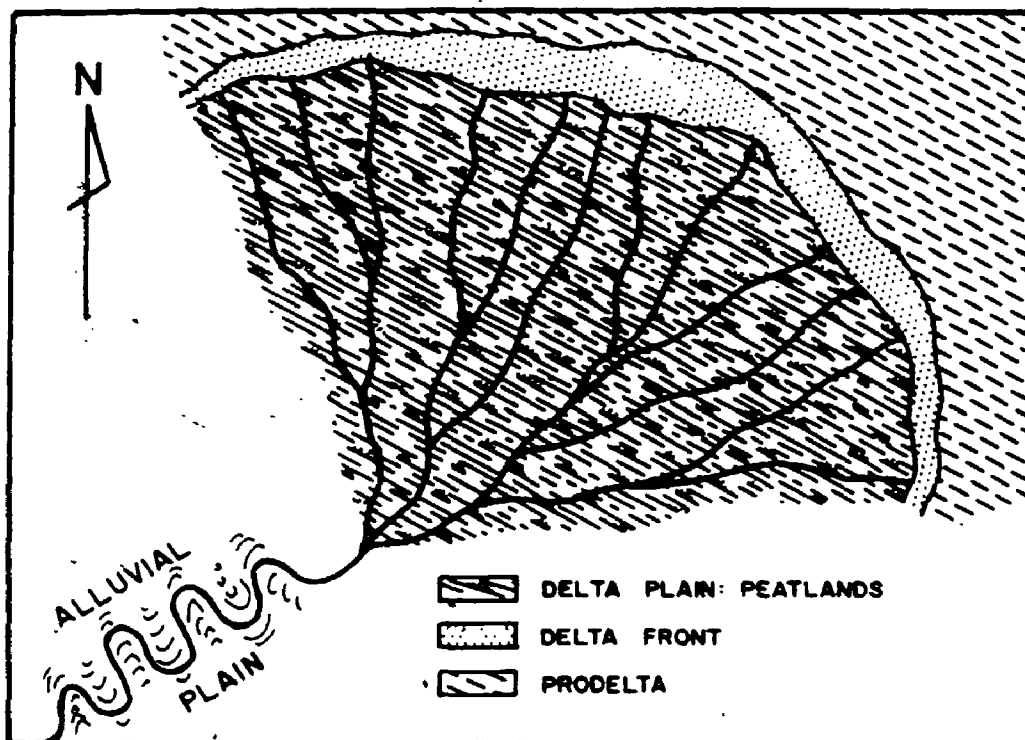 N
ALLUVIAL
PLAIN
DELTA PLAIN: PEATLANDS
DELTA FRONT
PRODELTA